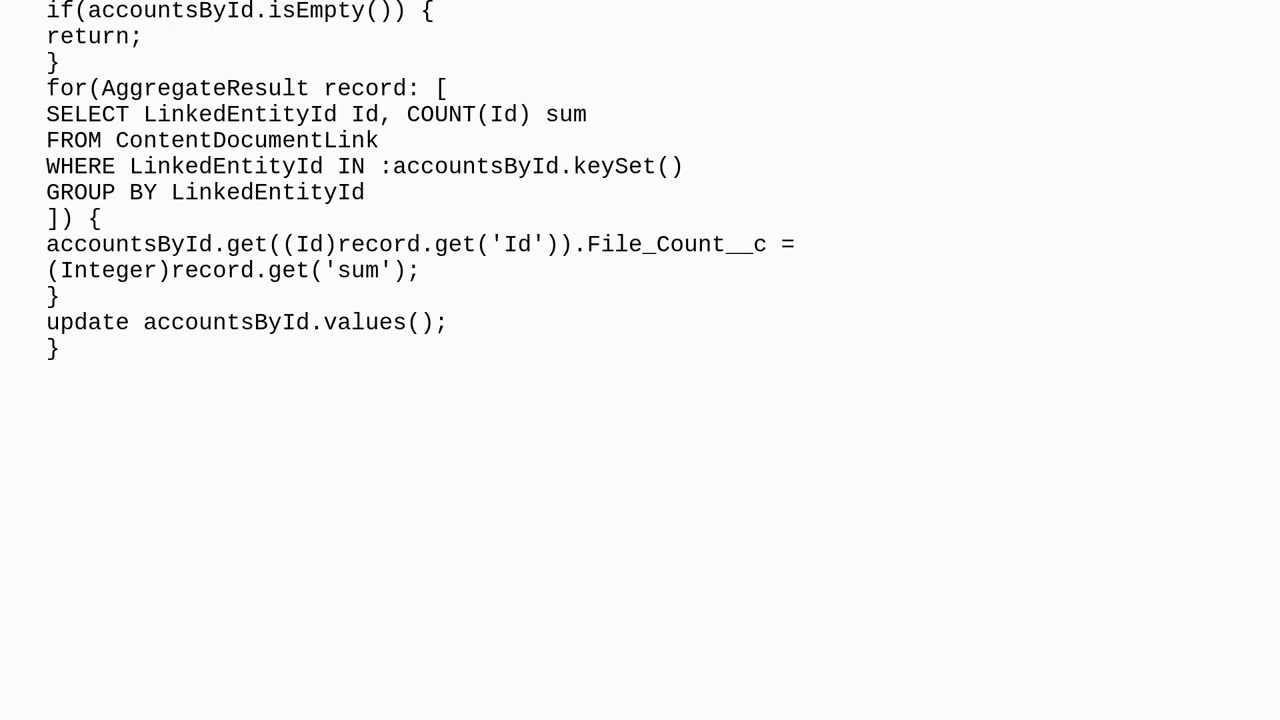 if(accountsById.isEmpty()) {
return;
}
for(AggregateResult record: [
SELECT LinkedEntityId Id, COUNT(Id) sum
FROM ContentDocumentLink
WHERE LinkedEntityId IN :accountsById.keySet()
GROUP BY LinkedEntityId
]) {
accountsById.get((Id)record.get('Id')).File_Count__c =
(Integer)record.get('sum');
}
update accountsById.values();
}